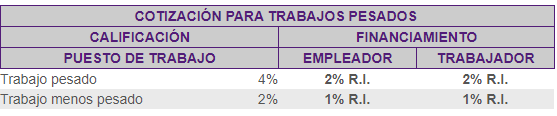 COTIZACIÓN PARA TRABAJOS PESADOS
CALIFICACIÓN FINANCIAMIENTO
PUESTO DE TRABAJO EMPLEADOR TRABAJADOR
Trabajo pesado 4% 2% R.I. 2% R.I.
Trabajo menos pesado 2% 1% R.I. 1% R.I.